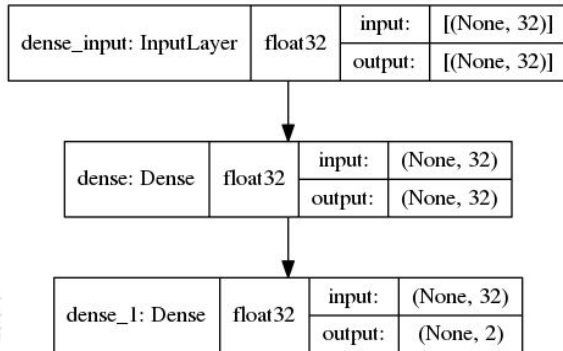 dense_input: InputLayer float32 input: [(None, 32)]
output: [(None, 32)]
dense: Dense float32 input: (None, 32)
output: (None, 32)
dense_1: Dense float32 input: (None, 32)
output: (None, 2)